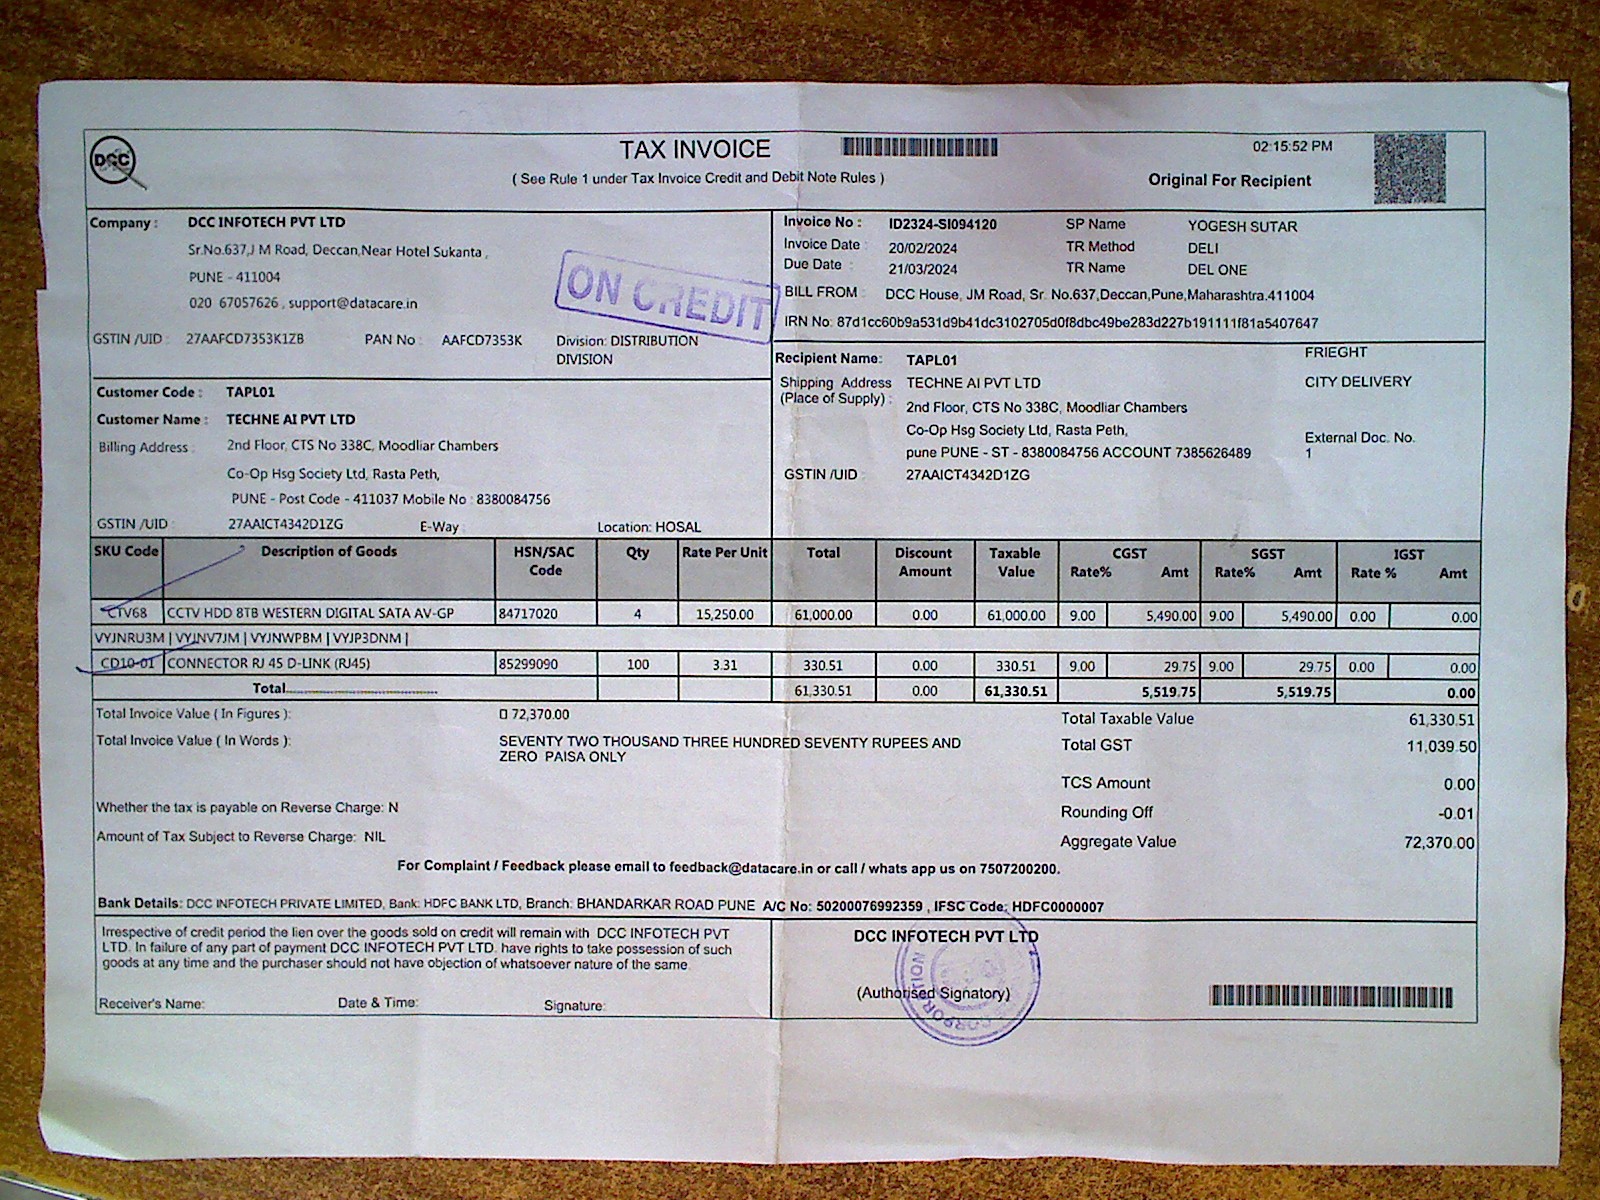 DCC
TAX INVOICE
( See Rule 1 under Tax Invoice Credit and Debit Note Rules )
02:15:52 PM
Original For Recipient
Company : DCC INFOTECH PVT LTD
Sr.No.637,J M Road, Deccan,Near Hotel Sukanta ,
PUNE - 411004
020 67057626 , support@datacare.in
ON CREDIT
GSTIN /UID : 27AAFCD7353K1ZB PAN No : AAFCD7353K Division: DISTRIBUTION DIVISION
Invoice No : ID2324-SI094120 SP Name YOGESH SUTAR
Invoice Date : 20/02/2024 TR Method DELI
Due Date : 21/03/2024 TR Name DEL ONE
BILL FROM : DCC House, JM Road, Sr. No.637,Deccan,Pune,Maharashtra.411004
IRN No: 87d1cc60b9a531d9b41dc3102705d0f8dbc49be283d227b191111f81a5407647
Customer Code : TAPL01
Customer Name : TECHNE AI PVT LTD
Billing Address : 2nd Floor, CTS No 338C, Moodliar Chambers
Co-Op Hsg Society Ltd, Rasta Peth,
PUNE - Post Code - 411037 Mobile No : 8380084756
GSTIN /UID : 27AAICT4342D1ZG E-Way : Location: HOSAL
Recipient Name: TAPL01 FRIEGHT
Shipping Address TECHNE AI PVT LTD CITY DELIVERY
(Place of Supply) : 2nd Floor, CTS No 338C, Moodliar Chambers
Co-Op Hsg Society Ltd, Rasta Peth, External Doc. No.
pune PUNE - ST - 8380084756 ACCOUNT 7385626489 1
GSTIN /UID : 27AAICT4342D1ZG
SKU Code Description of Goods HSN/SAC Code Qty Rate Per Unit Total Discount Amount Taxable Value CGST Rate% Amt SGST Rate% Amt IGST Rate % Amt
CTV68 CCTV HDD 8TB WESTERN DIGITAL SATA AV-GP 84717020 4 15,250.00 61,000.00 0.00 61,000.00 9.00 5,490.00 9.00 5,490.00 0.00 0.00
VYJNRU3M | VYJNV7JM | VYJNWPBM | VYJP3DNM |
CD10-01 CONNECTOR RJ 45 D-LINK (RJ45) 85299090 100 3.31 330.51 0.00 330.51 9.00 29.75 9.00 29.75 0.00 0.00
Total............................................... 61,330.51 0.00 61,330.51 5,519.75 5,519.75 0.00
Total Invoice Value ( In Figures ): 72,370.00
Total Invoice Value ( In Words ): SEVENTY TWO THOUSAND THREE HUNDRED SEVENTY RUPEES AND
ZERO PAISA ONLY
Total Taxable Value 61,330.51
Total GST 11,039.50
TCS Amount 0.00
Rounding Off -0.01
Aggregate Value 72,370.00
Whether the tax is payable on Reverse Charge: N
Amount of Tax Subject to Reverse Charge: NIL
For Complaint / Feedback please email to feedback@datacare.in or call / whats app us on 7507200200.
Bank Details: DCC INFOTECH PRIVATE LIMITED, Bank: HDFC BANK LTD, Branch: BHANDARKAR ROAD PUNE A/C No: 50200076992359 , IFSC Code: HDFC0000007
Irrespective of credit period the lien over the goods sold on credit will remain with DCC INFOTECH PVT
LTD. In failure of any part of payment DCC INFOTECH PVT LTD. have rights to take possession of such
goods at any time and the purchaser should not have objection of whatsoever nature of the same
Receiver's Name: Date & Time: Signature:
DCC INFOTECH PVT LTD
(Authorised Signatory)